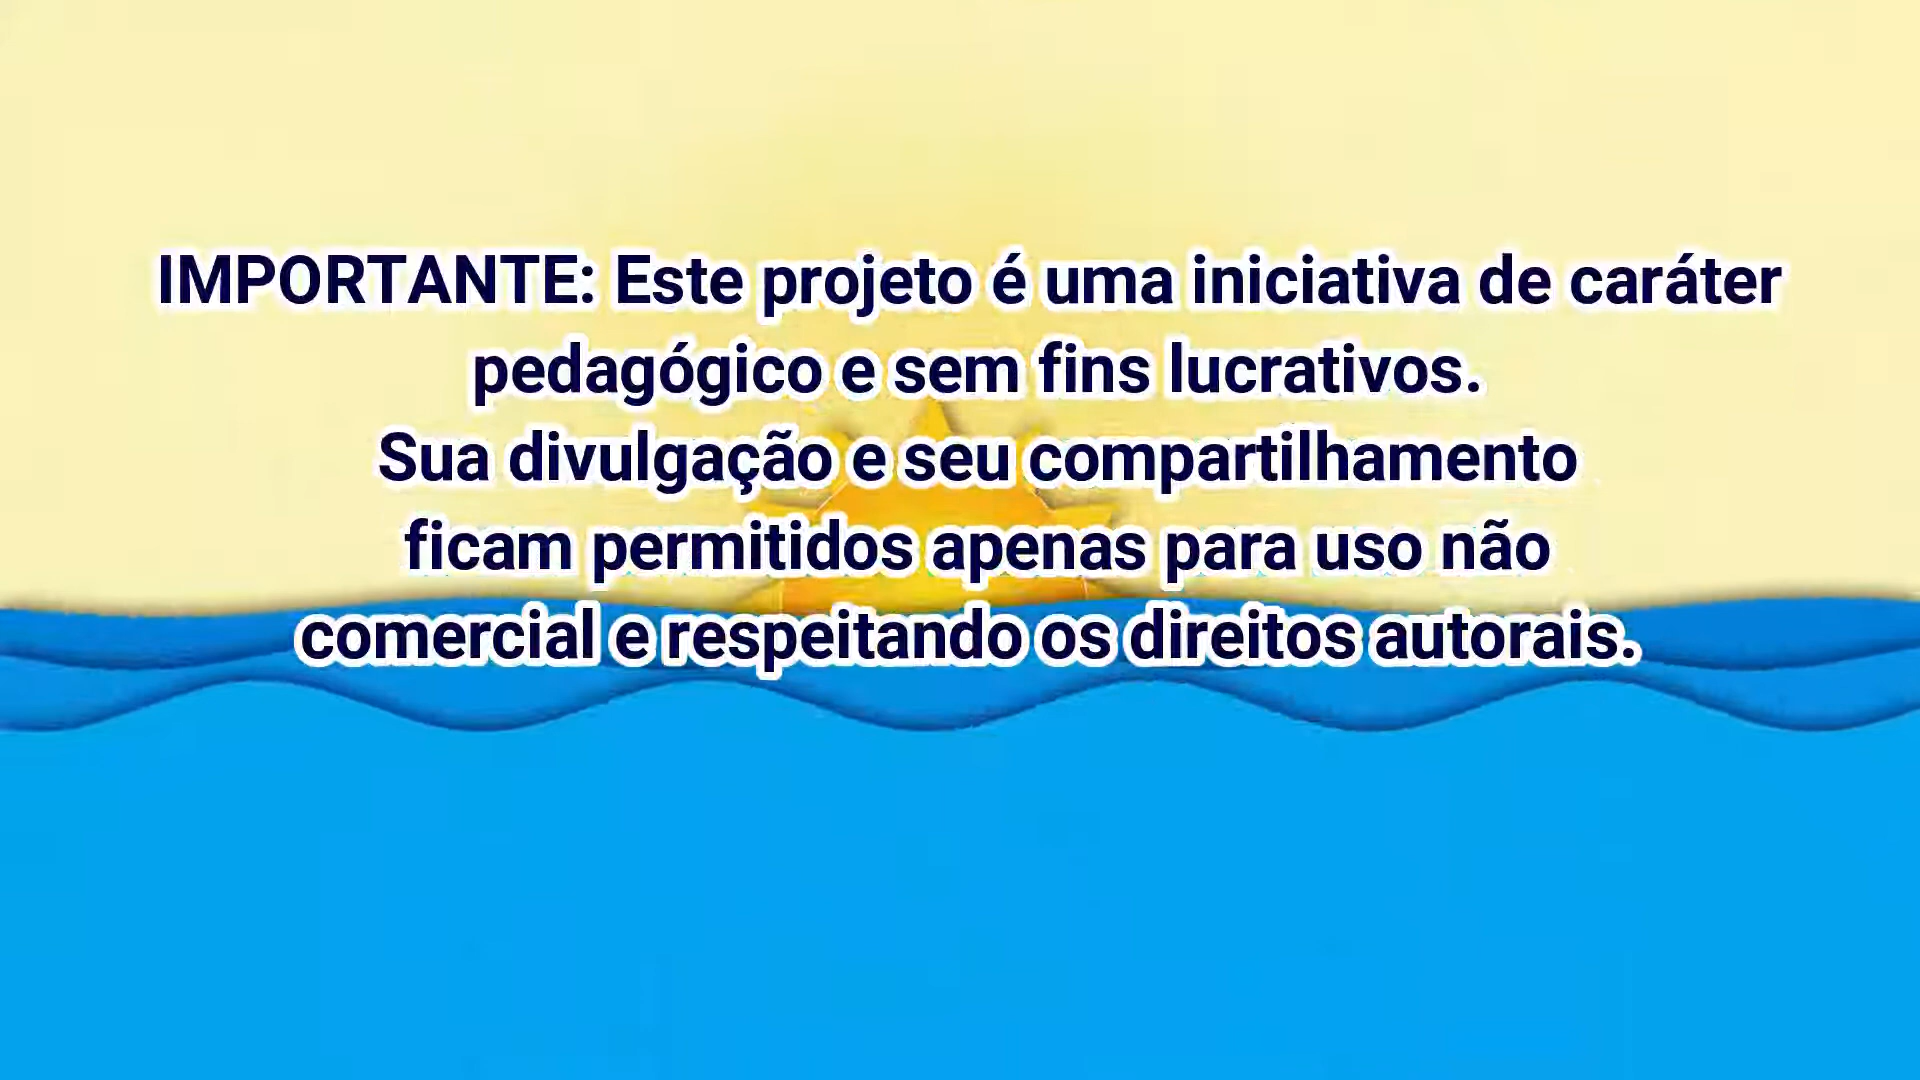 IMPORTANTE: Este projeto é uma iniciativa de caráter
pedagógico e sem fins lucrativos.
Sua divulgação e seu compartilhamento
ficam permitidos apenas para uso não
comercial e respeitando os direitos autorais.